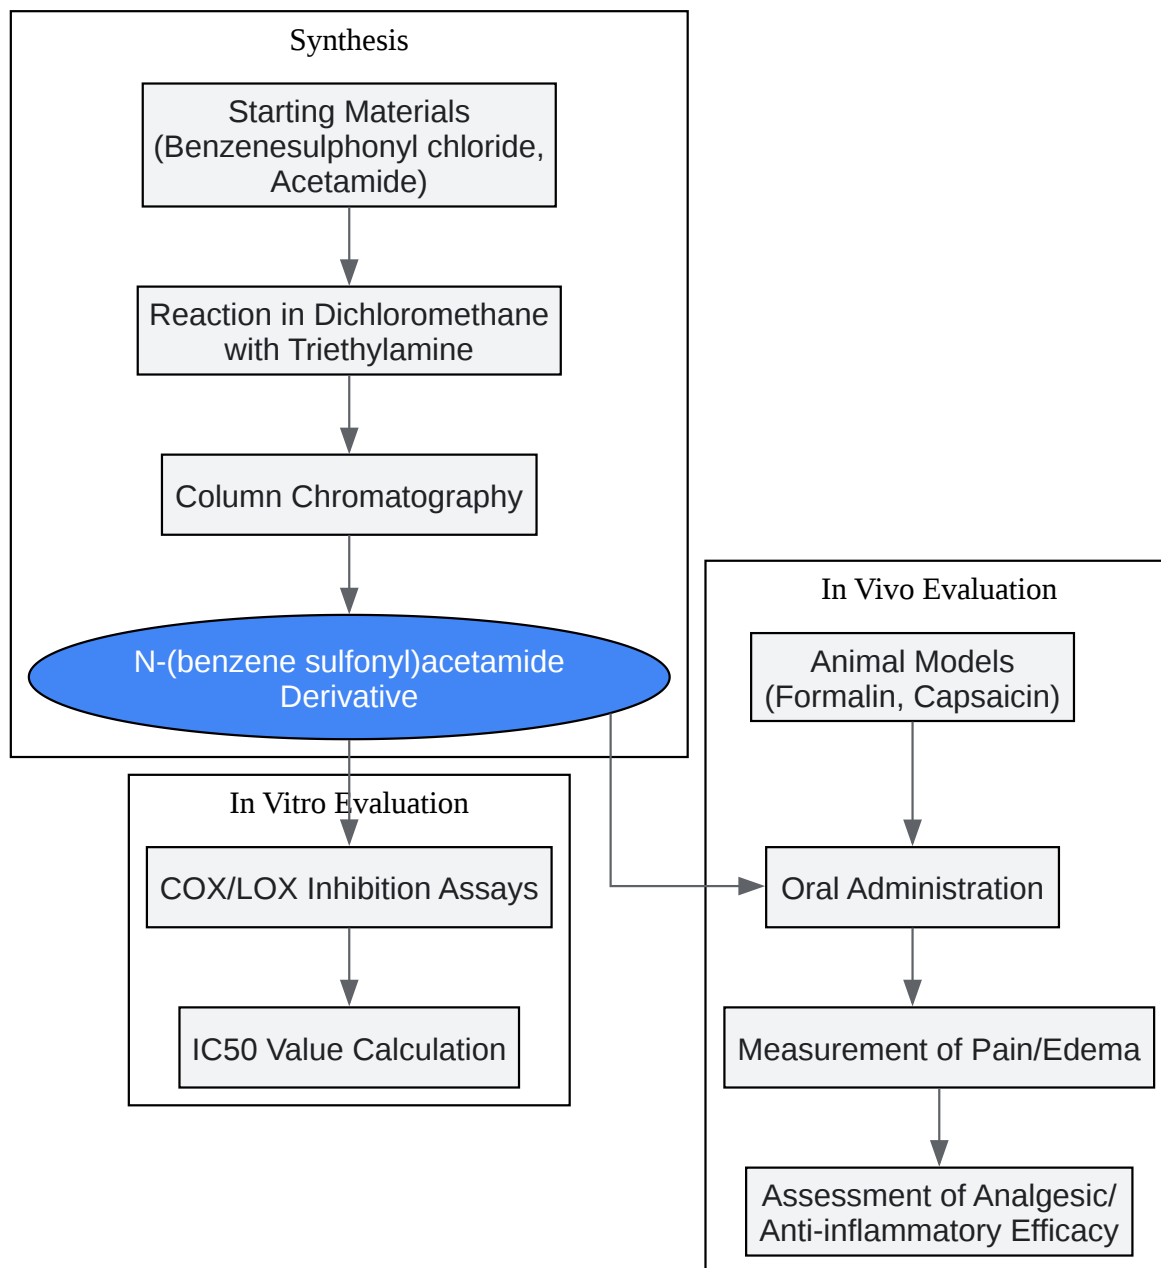 Synthesis
Starting Materials
(Benzenesulphonyl chloride,
Acetamide)
Reaction in Dichloromethane
with Triethylamine
Column Chromatography
N-(benzene sulfonyl)acetamide
Derivative
In Vitro Evaluation
COX/LOX Inhibition Assays
IC50 Value Calculation
In Vivo Evaluation
Animal Models
(Formalin, Capsaicin)
Oral Administration
Measurement of Pain/Edema
Assessment of Analgesic/
Anti-inflammatory Efficacy